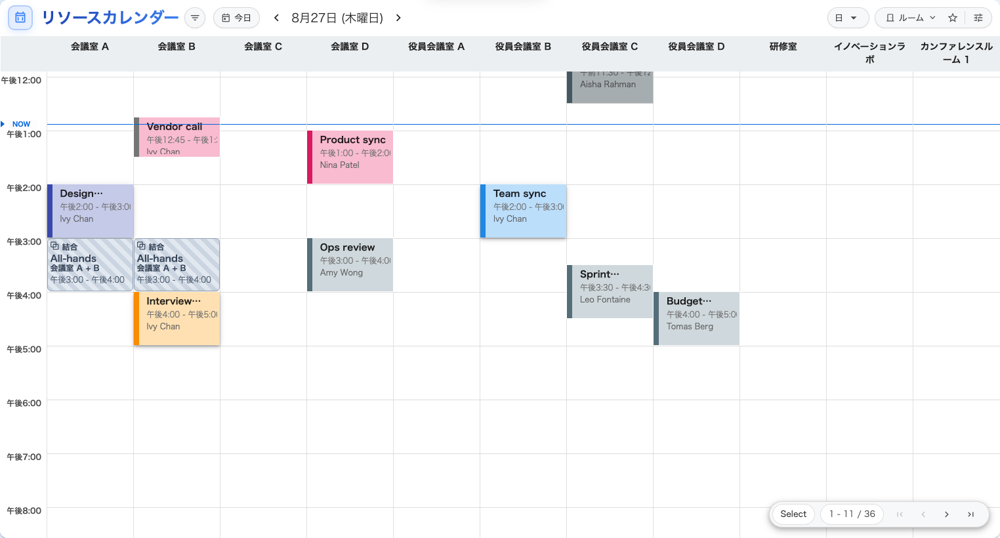 リソースカレンダー
今日
8月27日 (木曜日)
日
ルーム
会議室 A
会議室 B
会議室 C
会議室 D
役員会議室 A
役員会議室 B
役員会議室 C
役員会議室 D
研修室
イノベーションラ
ボ
カンファレンスル
ーム 1
午後12:00
午前11:30 - 午後12
Aisha Rahman
NOW
午後1:00
Vendor call
午後12:45 - 午後1:
Ivy Chan
Product sync
午後1:00 - 午後2:0
Nina Patel
午後2:00
Design…
午後2:00 - 午後3:0
Ivy Chan
Team sync
午後2:00 - 午後3:0
Ivy Chan
午後3:00
結合
All-hands
会議室 A + B
午後3:00 - 午後4:00
結合
All-hands
会議室 A + B
午後3:00 - 午後4:00
Ops review
午後3:00 - 午後4:0
Amy Wong
Sprint…
午後3:30 - 午後4:3
Leo Fontaine
午後4:00
Interview…
午後4:00 - 午後5:0
Ivy Chan
Budget…
午後4:00 - 午後5:0
Tomas Berg
午後5:00
午後6:00
午後7:00
午後8:00
Select
1 - 11 / 36